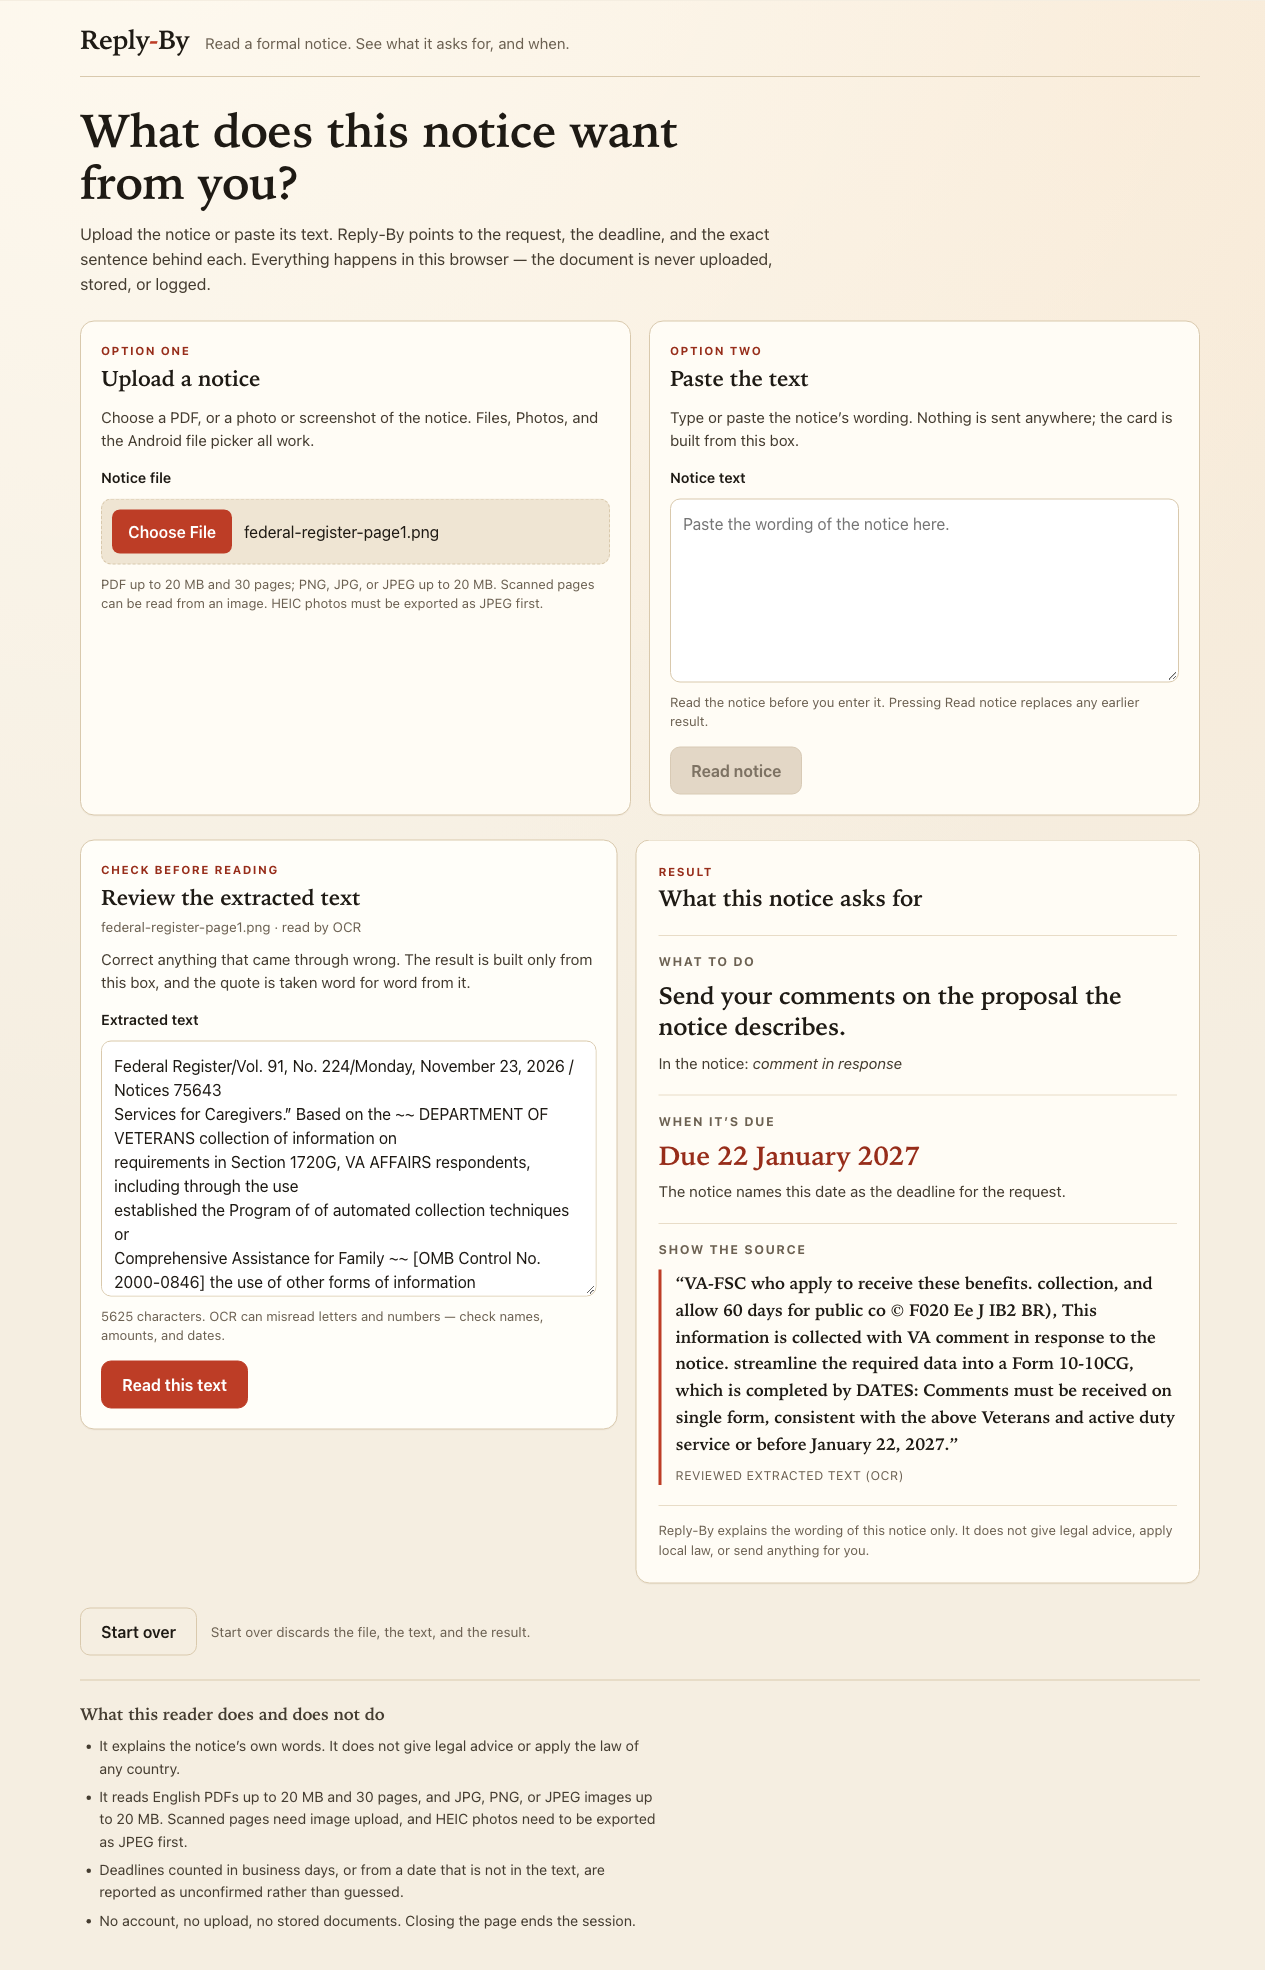 Reply-By Read a formal notice. See what it asks for, and when.
What does this notice want
from you?
Upload the notice or paste its text. Reply-By points to the request, the deadline, and the exact
sentence behind each. Everything happens in this browser — the document is never uploaded,
stored, or logged.
OPTION ONE
Upload a notice
Choose a PDF, or a photo or screenshot of the notice. Files, Photos, and
the Android file picker all work.
Notice file
Choose File federal-register-page1.png
PDF up to 20 MB and 30 pages; PNG, JPG, or JPEG up to 20 MB. Scanned pages
can be read from an image. HEIC photos must be exported as JPEG first.
OPTION TWO
Paste the text
Type or paste the notice’s wording. Nothing is sent anywhere; the card is
built from this box.
Notice text
Paste the wording of the notice here.
Read the notice before you enter it. Pressing Read notice replaces any earlier
result.
Read notice
CHECK BEFORE READING
Review the extracted text
federal-register-page1.png · read by OCR
Correct anything that came through wrong. The result is built only from
this box, and the quote is taken word for word from it.
Extracted text
Federal Register/Vol. 91, No. 224/Monday, November 23, 2026 /
Notices 75643
Services for Caregivers.” Based on the ~~ DEPARTMENT OF
VETERANS collection of information on
requirements in Section 1720G, VA AFFAIRS respondents,
including through the use
established the Program of of automated collection techniques
or
Comprehensive Assistance for Family ~~ [OMB Control No.
2000-0846] the use of other forms of information
5625 characters. OCR can misread letters and numbers — check names,
amounts, and dates.
Read this text
RESULT
What this notice asks for
WHAT TO DO
Send your comments on the proposal the
notice describes.
In the notice: comment in response
WHEN IT’S DUE
Due 22 January 2027
The notice names this date as the deadline for the request.
SHOW THE SOURCE
“VA-FSC who apply to receive these benefits. collection, and
allow 60 days for public co © F020 Ee J IB2 BR), This
information is collected with VA comment in response to the
notice. streamline the required data into a Form 10-10CG,
which is completed by DATES: Comments must be received on
single form, consistent with the above Veterans and active duty
service or before January 22, 2027.”
REVIEWED EXTRACTED TEXT (OCR)
Reply-By explains the wording of this notice only. It does not give legal advice, apply
local law, or send anything for you.
Start over Start over discards the file, the text, and the result.
What this reader does and does not do
• It explains the notice’s own words. It does not give legal advice or apply the law of
any country.
• It reads English PDFs up to 20 MB and 30 pages, and JPG, PNG, or JPEG images up
to 20 MB. Scanned pages need image upload, and HEIC photos need to be exported
as JPEG first.
• Deadlines counted in business days, or from a date that is not in the text, are
reported as unconfirmed rather than guessed.
• No account, no upload, no stored documents. Closing the page ends the session.